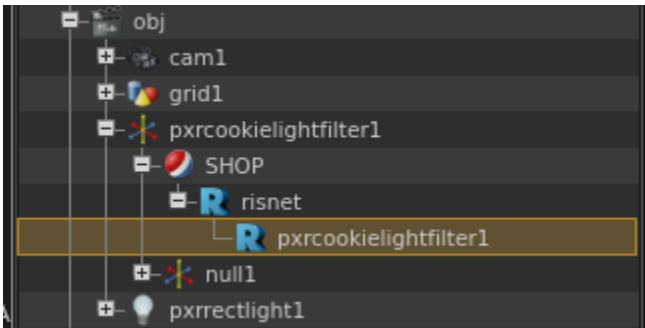 obj
cam1
grid1
pxrcookielightfilter1
SHOP
risnet
pxrcookielightfilter1
null1
pxrrectlight1